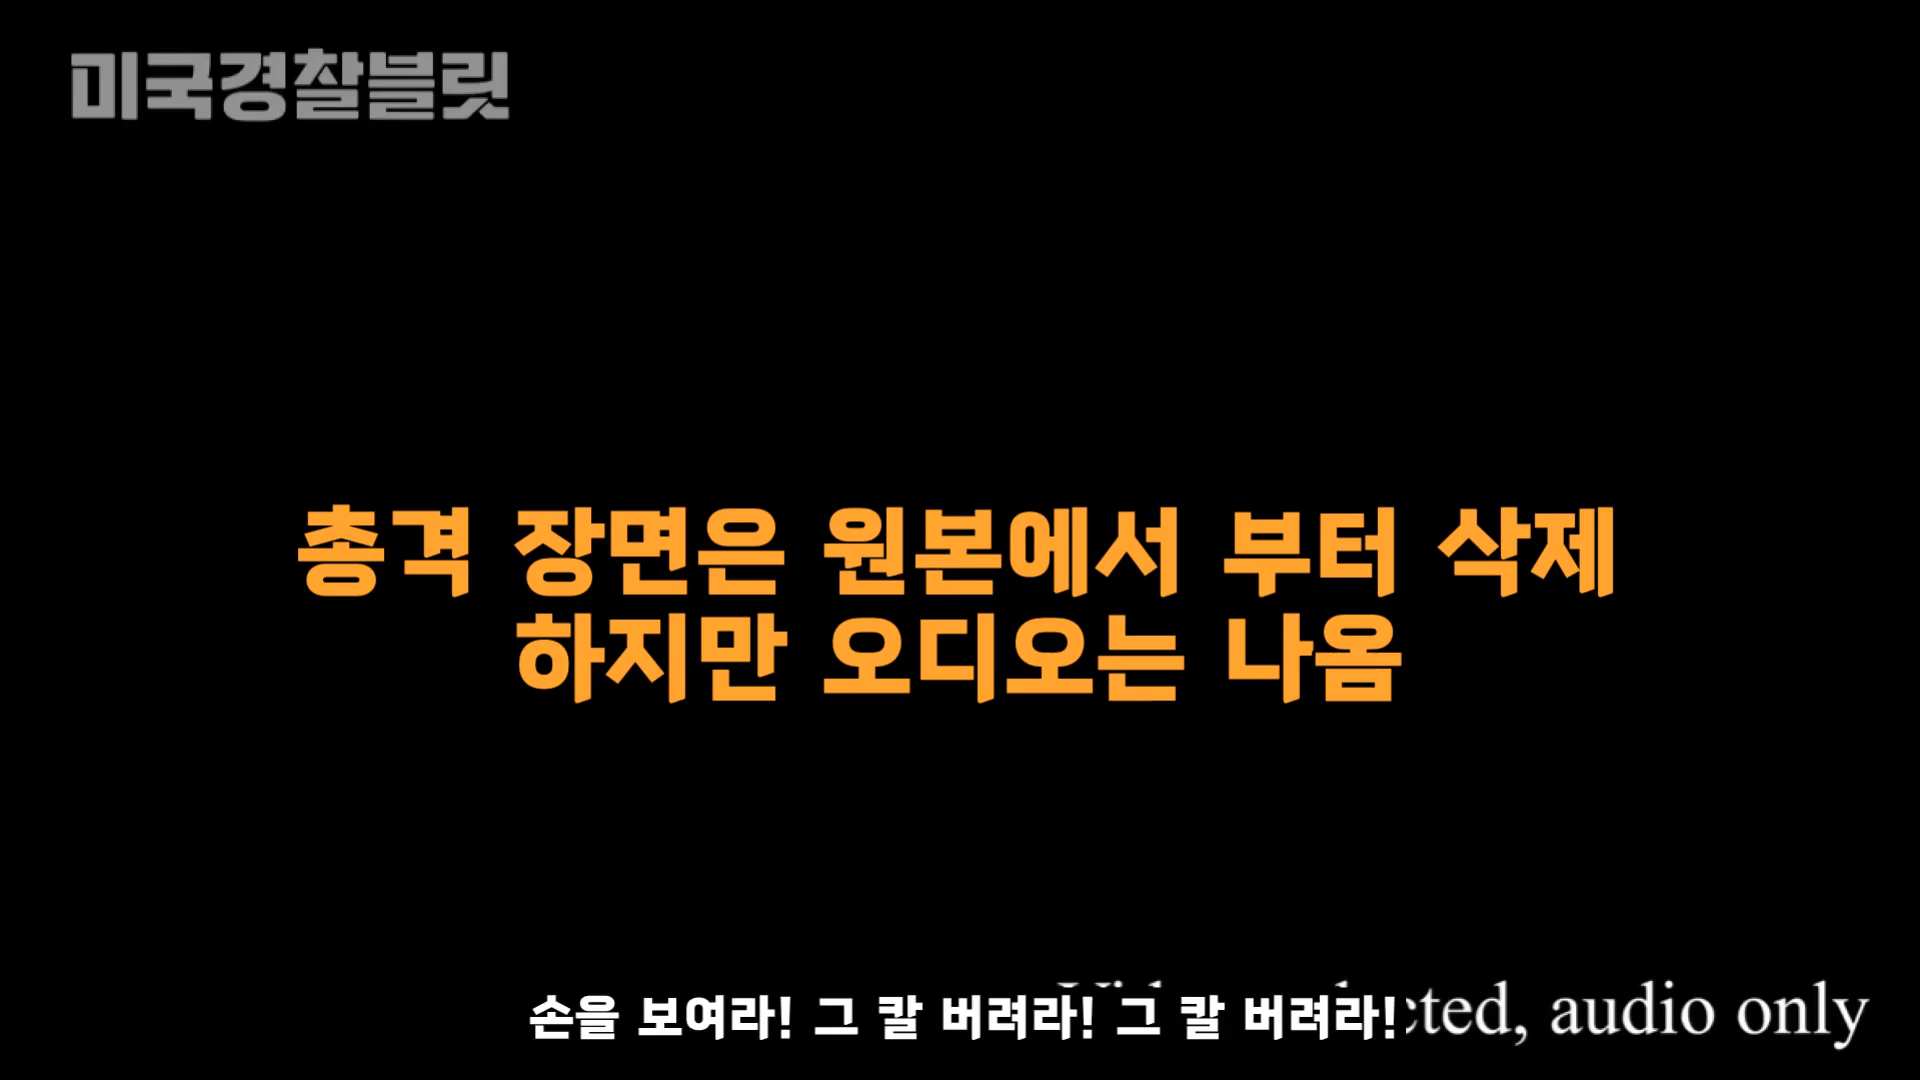 미국경찰블릿
총격 장면은 원본에서 부터 삭제
하지만 오디오는 나옴
손을 보여라! 그 칼 버려라! 그 칼 버려라!
audio only